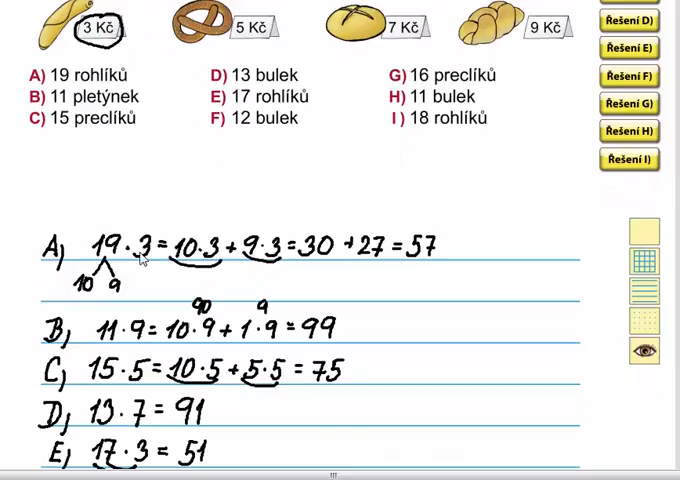 3 Kč 5 Kč 7 Kč 9 Kč
Řešení D)
Řešení E)
Řešení F)
Řešení G)
Řešení H)
Řešení I)
A) 19 rohlíků D) 13 bulek G) 16 preclíků
B) 11 pletýnek E) 17 rohlíků H) 11 bulek
C) 15 preclíků F) 12 bulek I) 18 rohlíků
A) 19·3=10·3+9·3=30+27=57
10 9
90 9
B) 11·9=10·9+1·9=99
C) 15·5=10·5+5·5=75
D) 13·7=91
E) 17·3=51